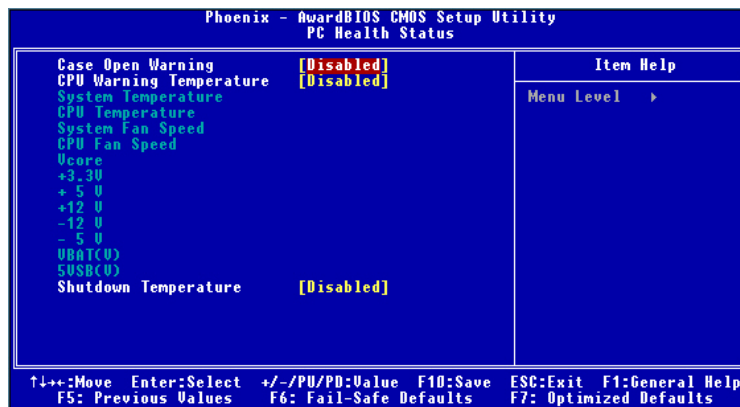 Phoenix - AwardBIOS CMOS Setup Utility
PC Health Status
Case Open Warning [Disabled]
CPU Warning Temperature [Disabled]
System Temperature
CPU Temperature
System Fan Speed
CPU Fan Speed
Vcore
+3.3V
+ 5 V
+12 V
-12 V
- 5 V
VBAT(V)
5VSB(V)
Shutdown Temperature [Disabled]
Item Help
Menu Level ▸
↑↓→←:Move Enter:Select +/-/PU/PD:Value F10:Save ESC:Exit F1:General Help
F5: Previous Values F6: Fail-Safe Defaults F7: Optimized Defaults